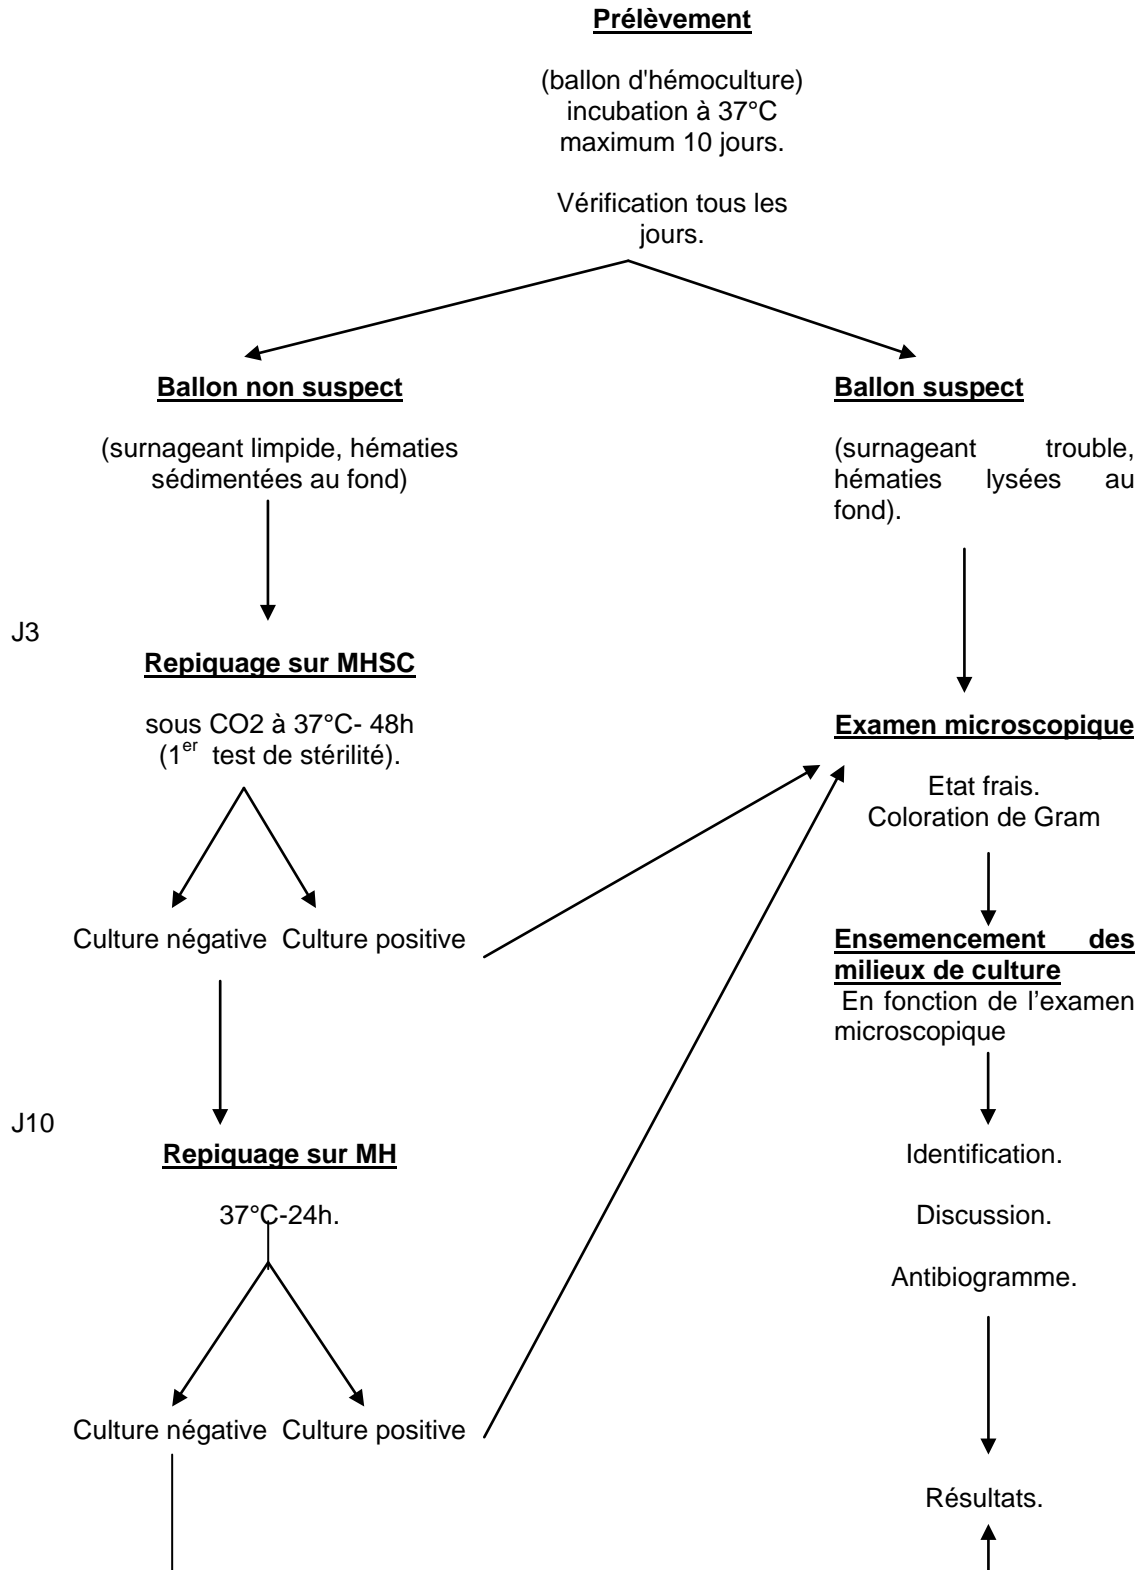 Prélèvement
(ballon d'hémoculture)
incubation à 37°C
maximum 10 jours.
Vérification tous les
jours.
Ballon non suspect
(surnageant limpide, hématies
sédimentées au fond)
Ballon suspect
(surnageant trouble,
hématies lysées au
fond).
J3
Repiquage sur MHSC
sous CO2 à 37°C- 48h
(1er test de stérilité).
Culture négative Culture positive
Examen microscopique
Etat frais.
Coloration de Gram
Ensemencement des
milieux de culture
En fonction de l'examen
microscopique
J10
Repiquage sur MH
37°C-24h.
Culture négative Culture positive
Identification.
Discussion.
Antibiogramme.
Résultats.